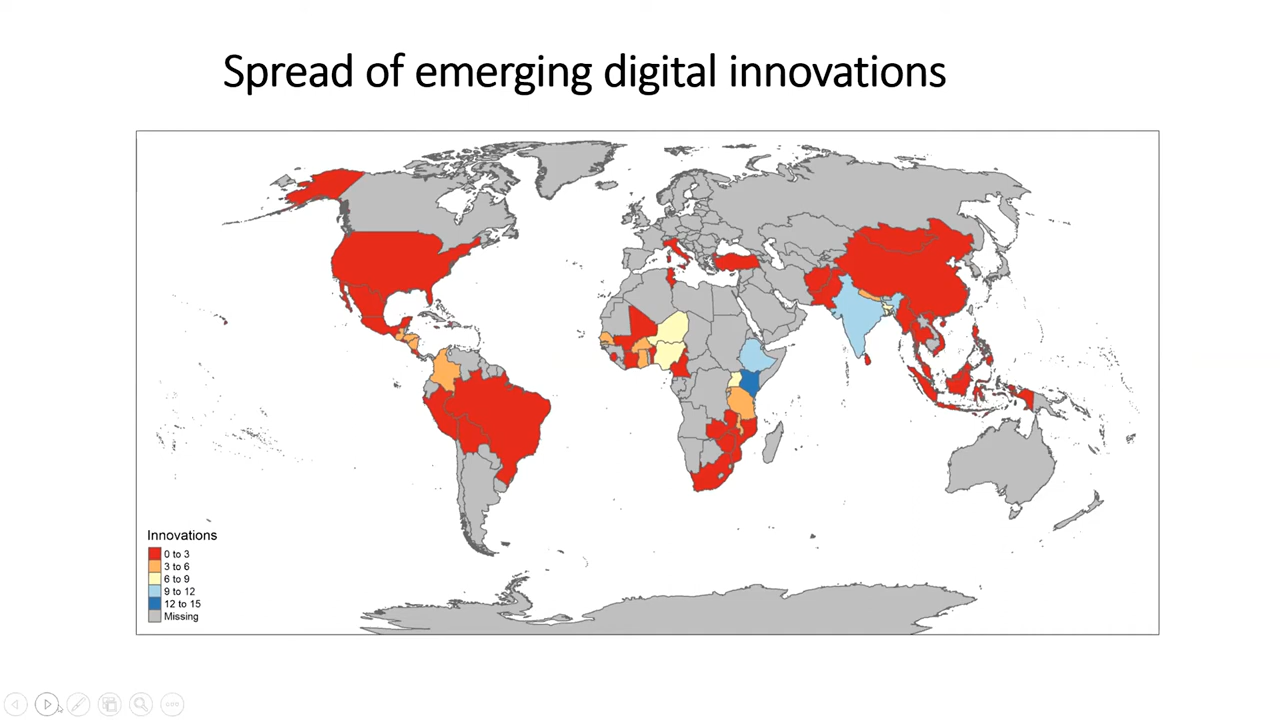 Spread of emerging digital innovations
Innovations
0 to 3
3 to 6
6 to 9
9 to 12
12 to 15
Missing